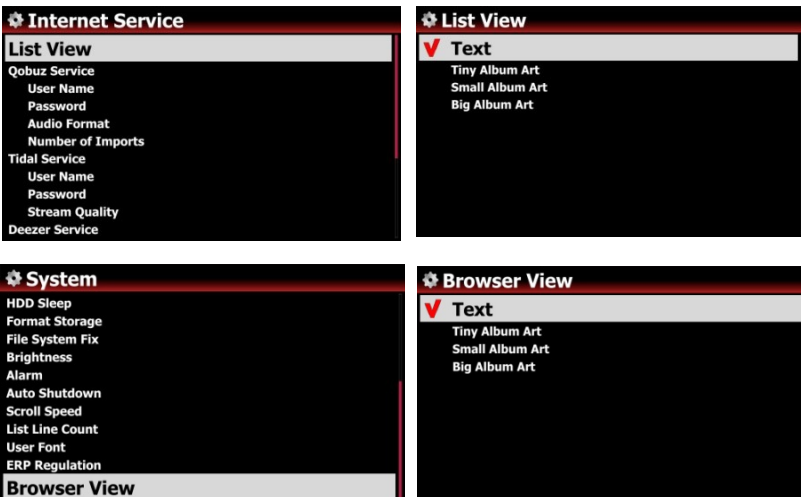 Internet Service
List View
Qobuz Service
User Name
Password
Audio Format
Number of Imports
Tidal Service
User Name
Password
Stream Quality
Deezer Service
List View
Text
Tiny Album Art
Small Album Art
Big Album Art
System
HDD Sleep
Format Storage
File System Fix
Brightness
Alarm
Auto Shutdown
Scroll Speed
List Line Count
User Font
ERP Regulation
Browser View
Browser View
Text
Tiny Album Art
Small Album Art
Big Album Art